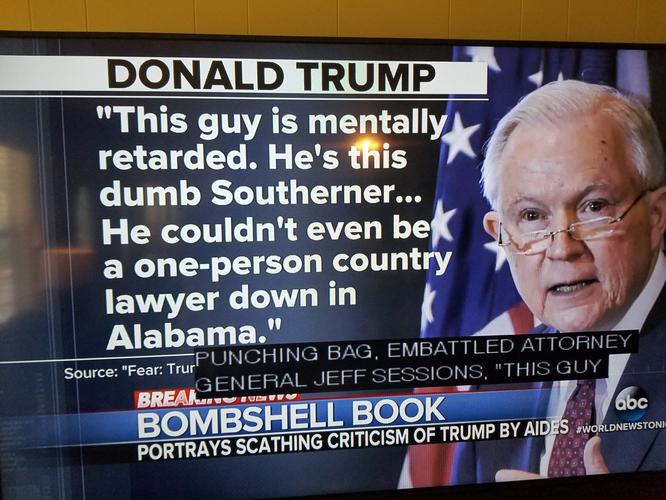 DONALD TRUMP
"This guy is mentally
retarded. He's this
dumb Southerner...
He couldn't even be
a one-person country
lawyer down in
Alabama."
Source: "Fear:
PUNCHING BAG, EMBATTLED ATTORNEY
GENERAL JEFF SESSIONS, "THIS GUY
BREAKING NEWS
BOMBSHELL BOOK
abc
PORTRAYS SCATHING CRITICISM OF TRUMP BY AIDES #WORLDNEWSTONI